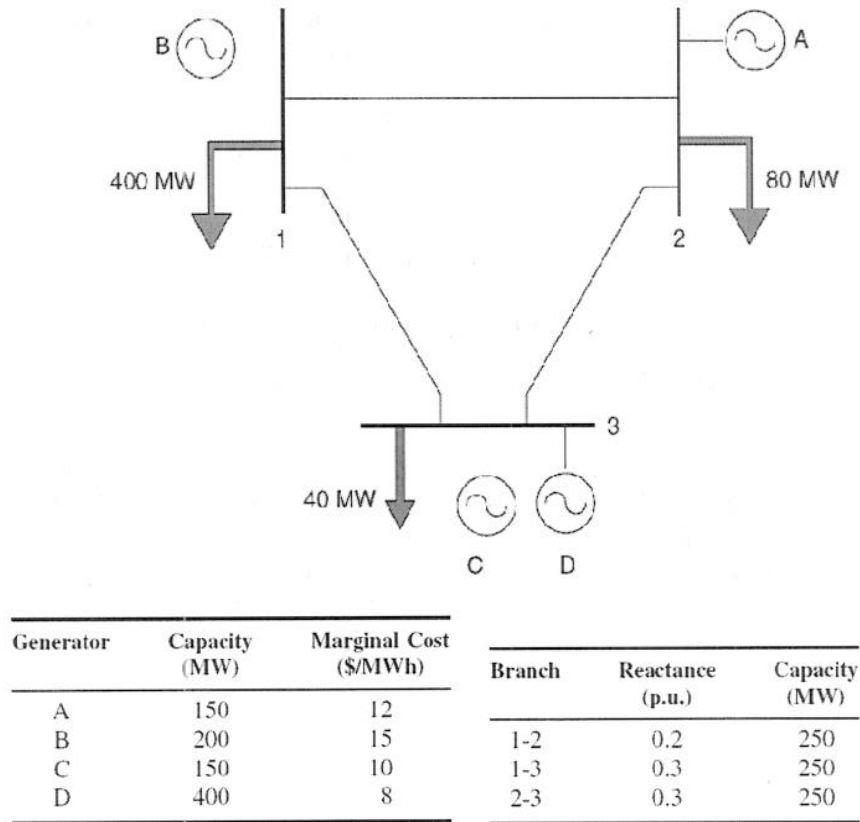 B
A
400 MW
80 MW
1
2
3
40 MW
C
D
Generator Capacity (MW) Marginal Cost ($/MWh)
A 150 12
B 200 15
C 150 10
D 400 8
Branch Reactance (p.u.) Capacity (MW)
1-2 0.2 250
1-3 0.3 250
2-3 0.3 250